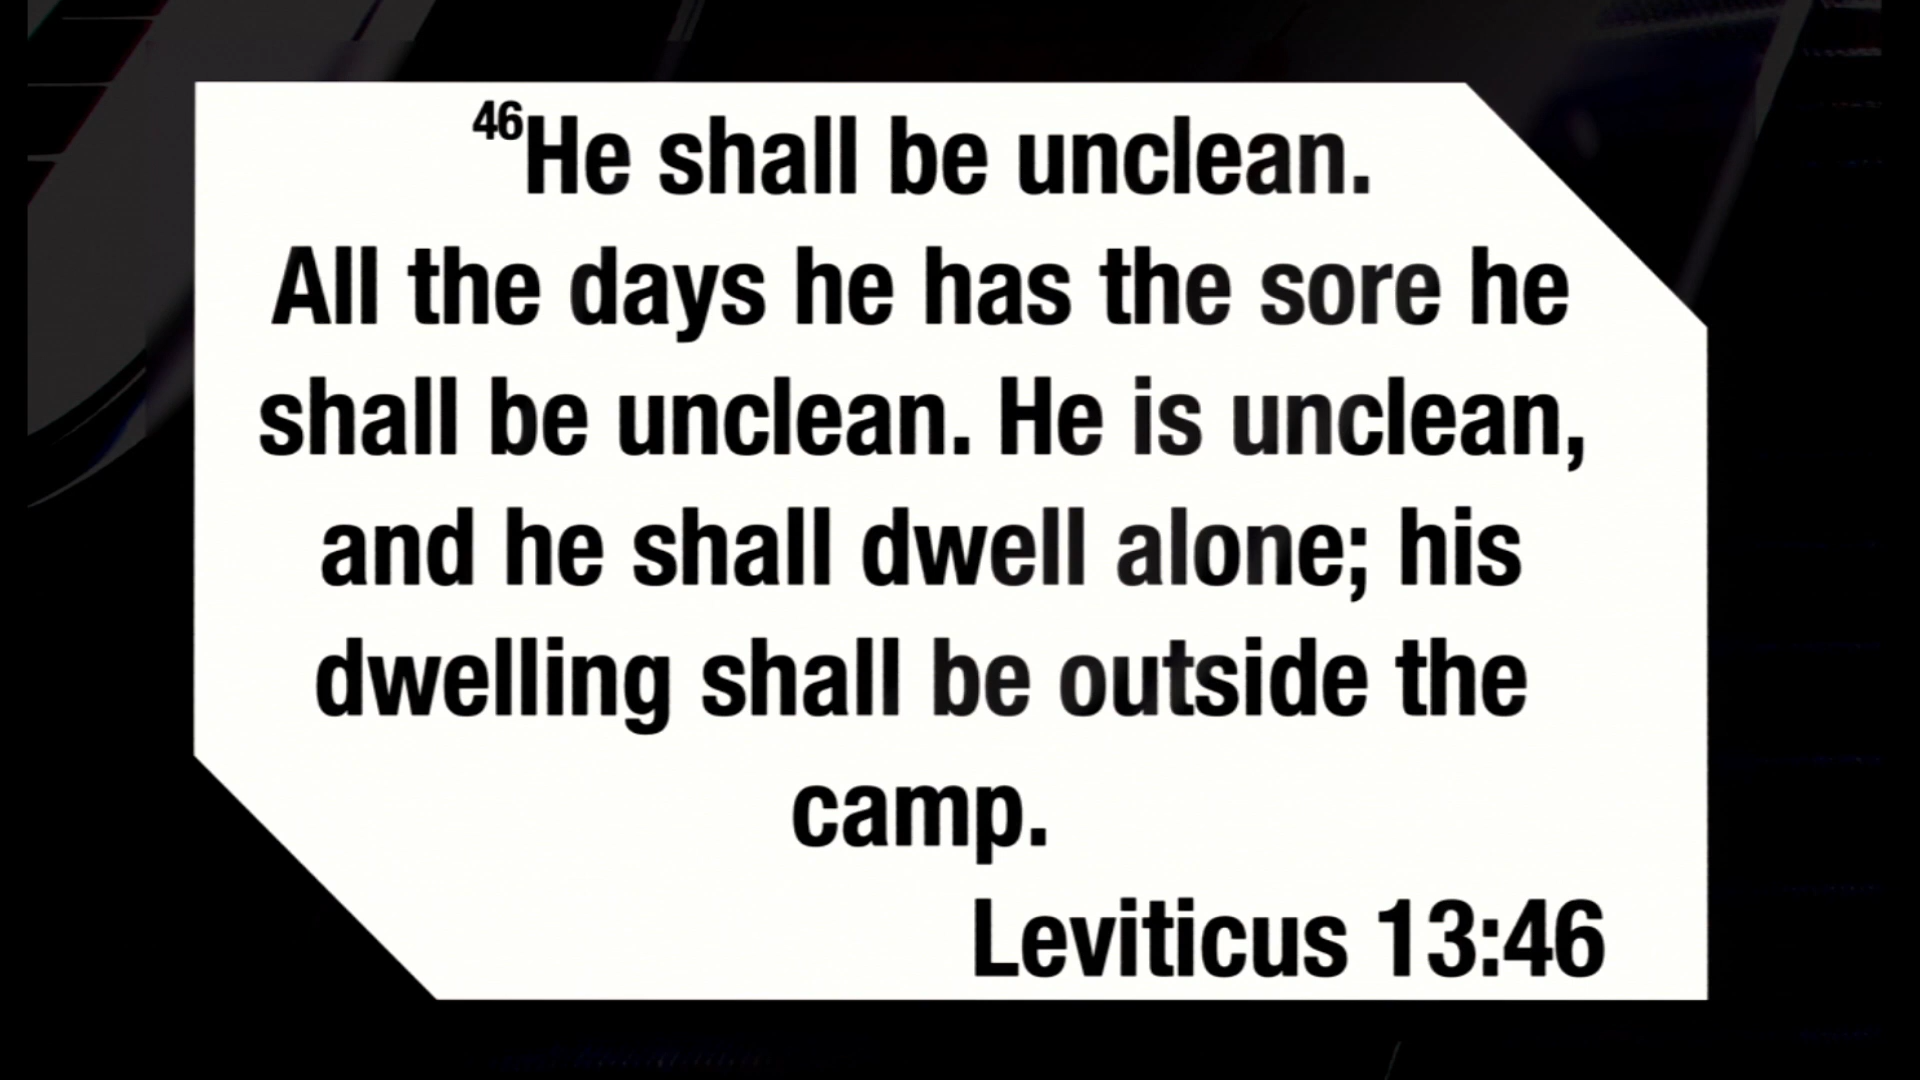 46He shall be unclean.
All the days he has the sore he
shall be unclean. He is unclean,
and he shall dwell alone; his
dwelling shall be outside the
camp.
Leviticus 13:46